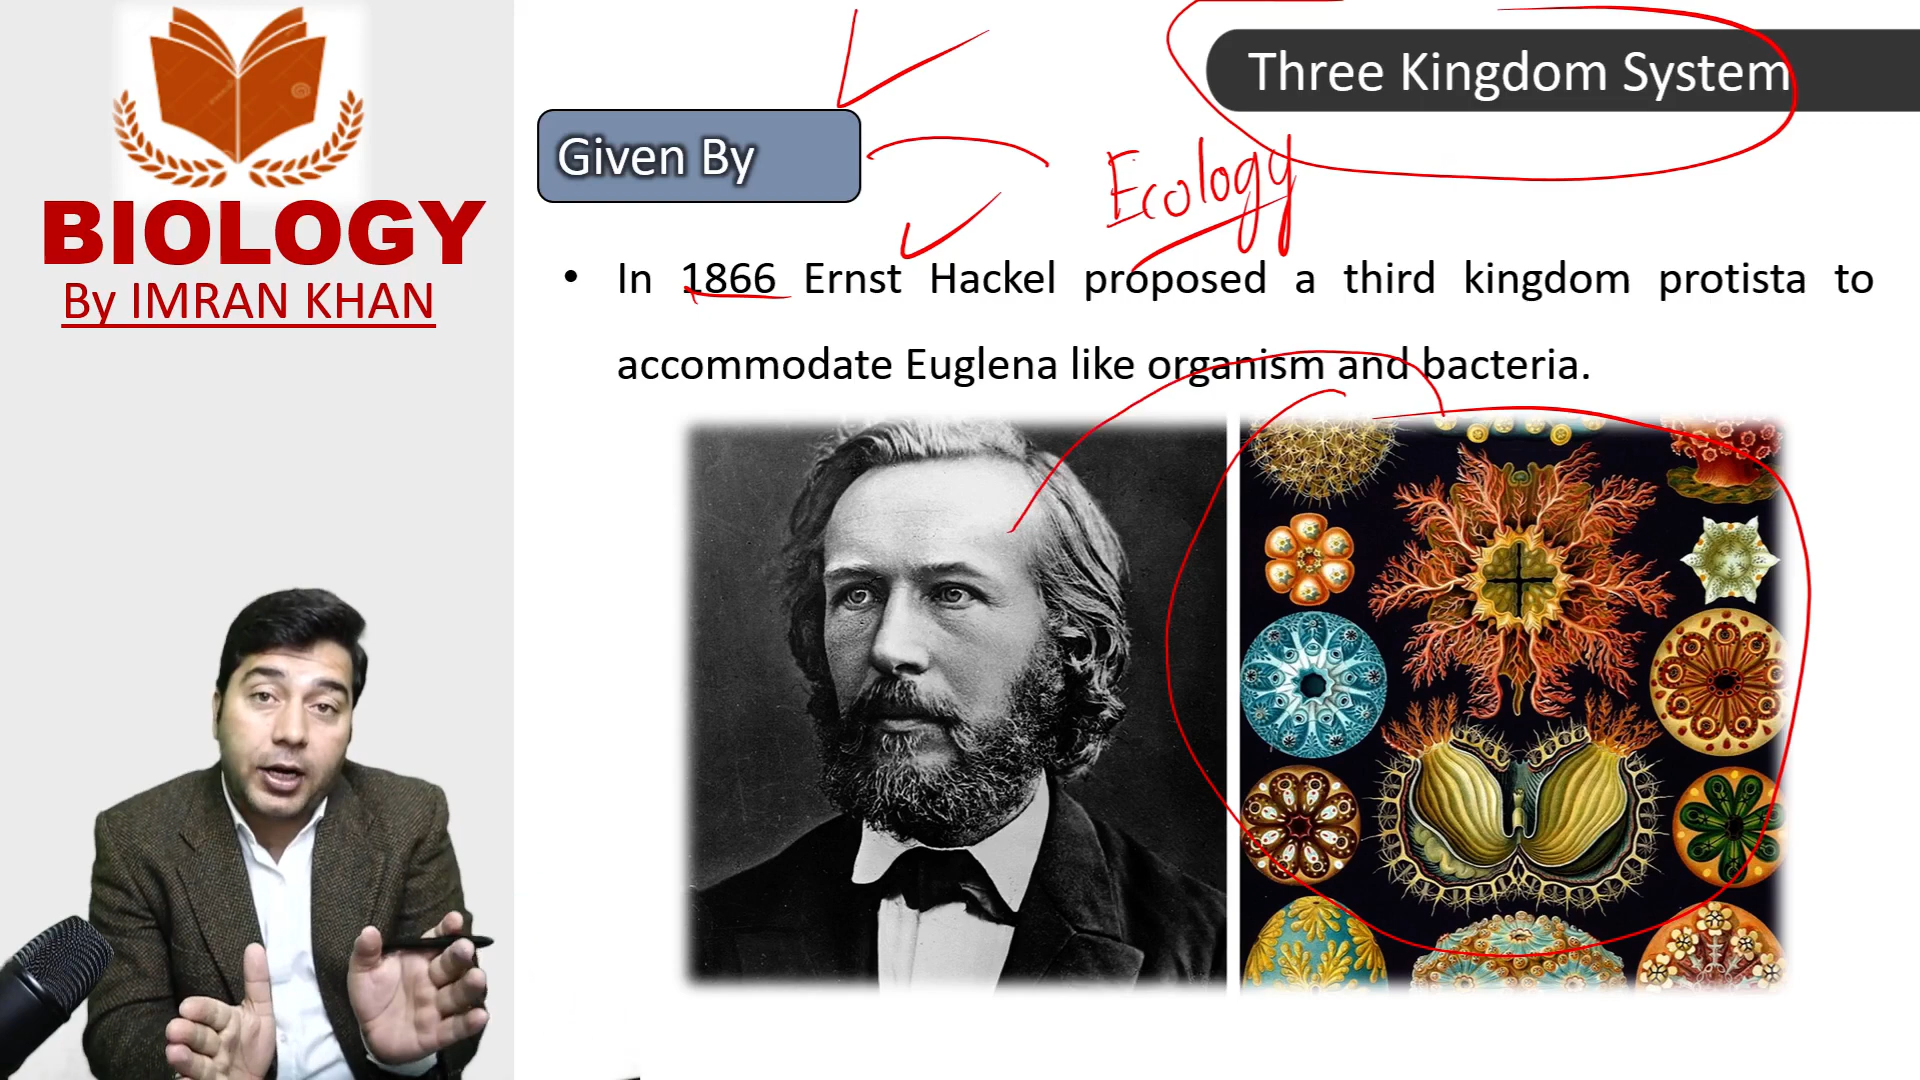 BIOLOGY
By IMRAN KHAN
Three Kingdom System
Given By
Ecology
• In 1866 Ernst Hackel proposed a third kingdom protista to
accommodate Euglena like organism and bacteria.